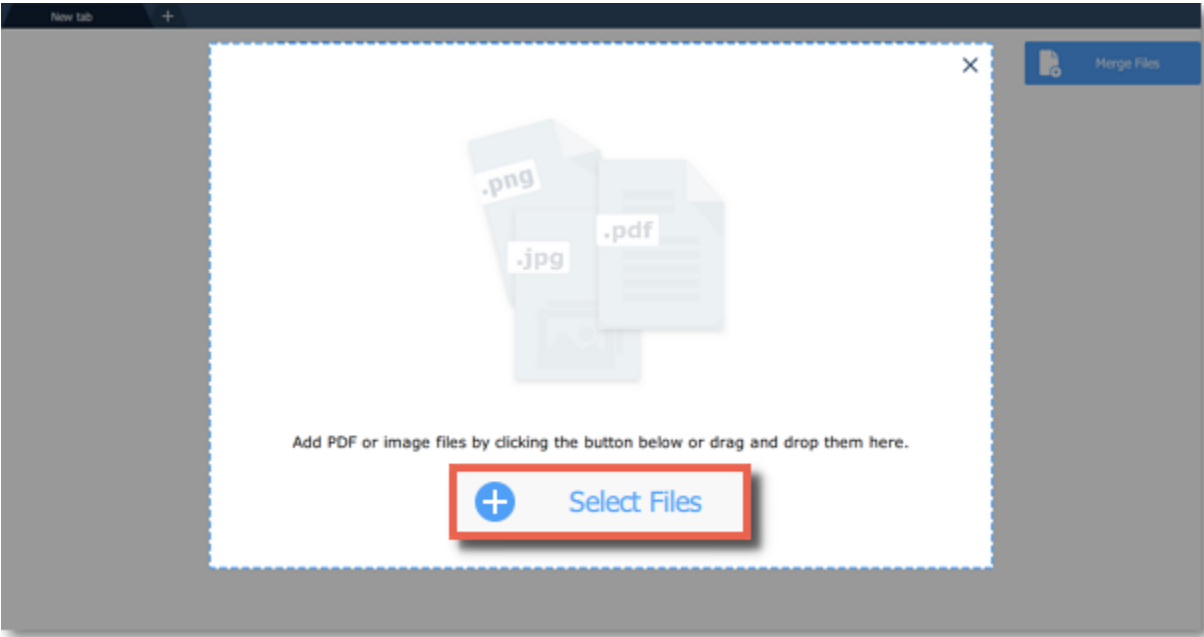 New tab +
Merge Files
.png
.pdf
.jpg
Add PDF or image files by clicking the button below or drag and drop them here.
Select Files